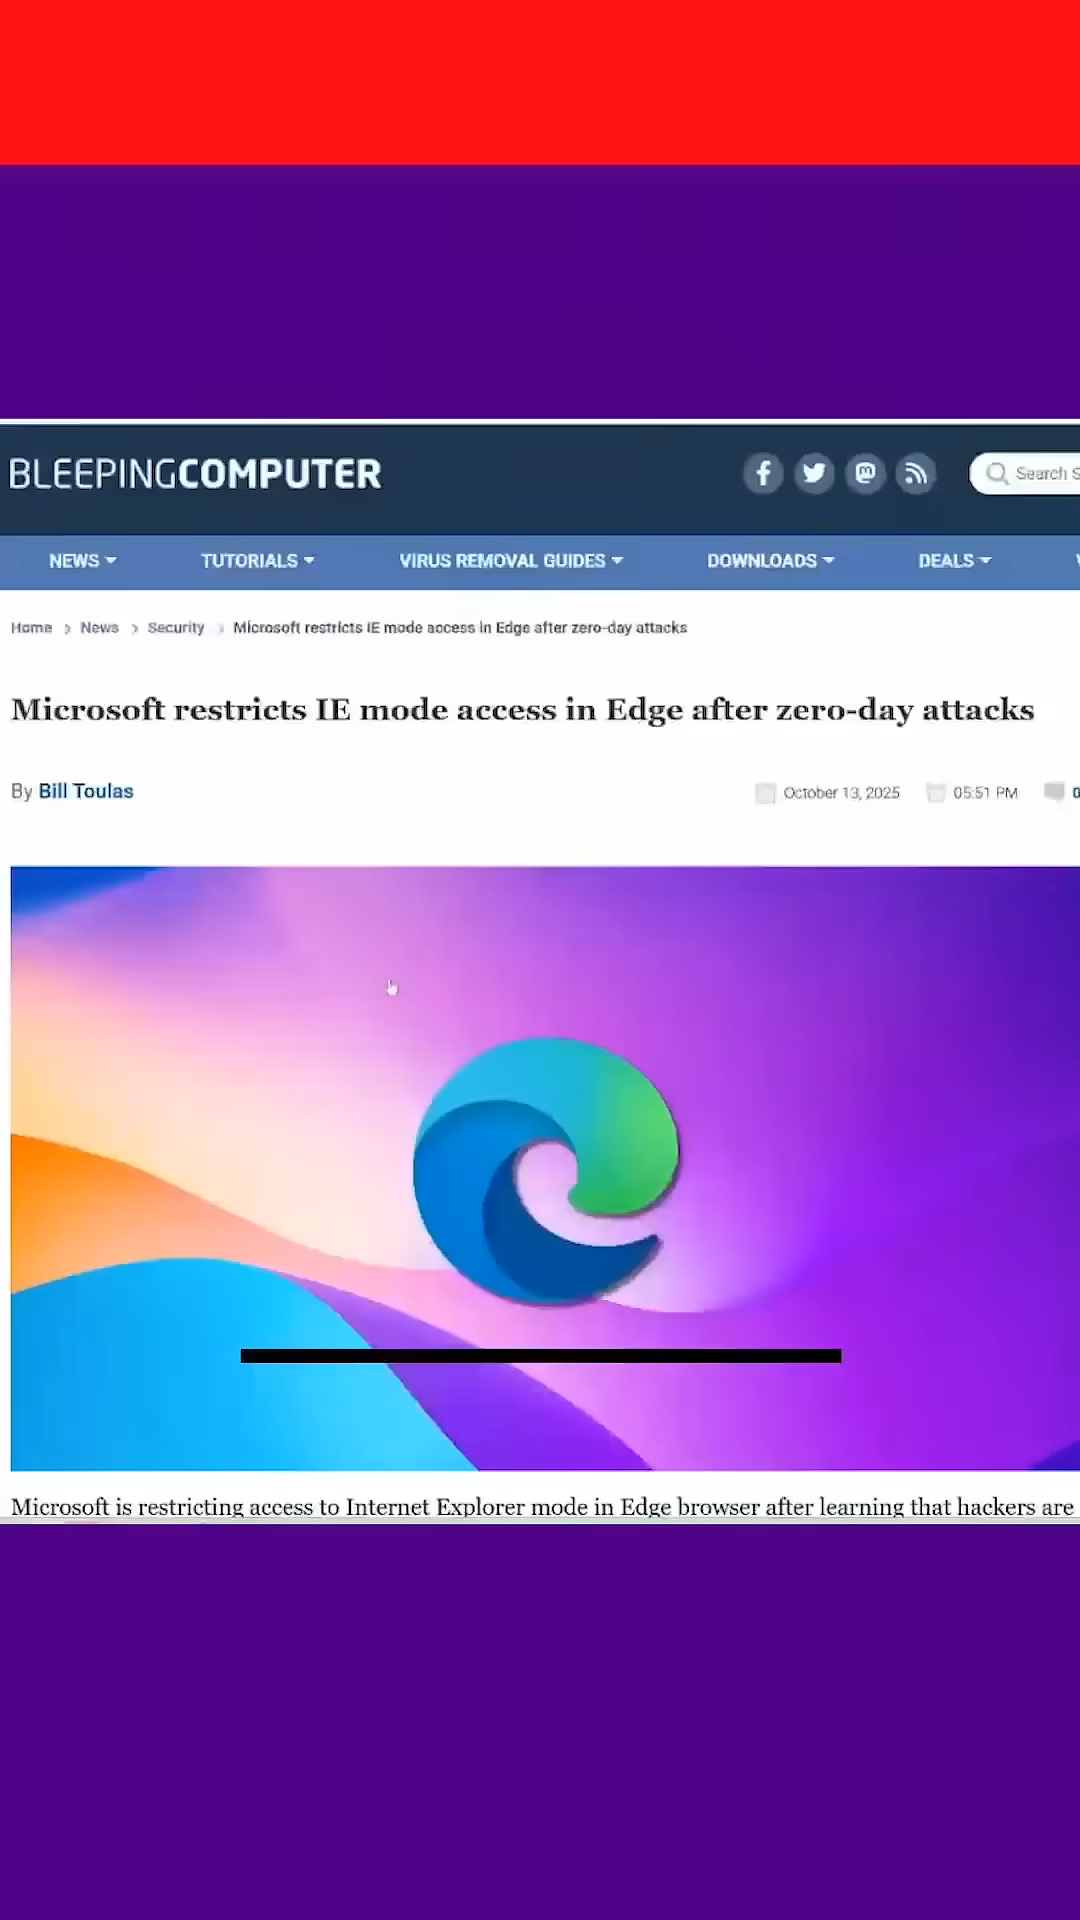 BLEEPINGCOMPUTER
Search
NEWS TUTORIALS VIRUS REMOVAL GUIDES DOWNLOADS DEALS
Home > News > Security > Microsoft restricts IE mode access in Edge after zero-day attacks
Microsoft restricts IE mode access in Edge after zero-day attacks
By Bill Toulas October 13, 2025 05:51 PM 0
Microsoft is restricting access to Internet Explorer mode in Edge browser after learning that hackers are